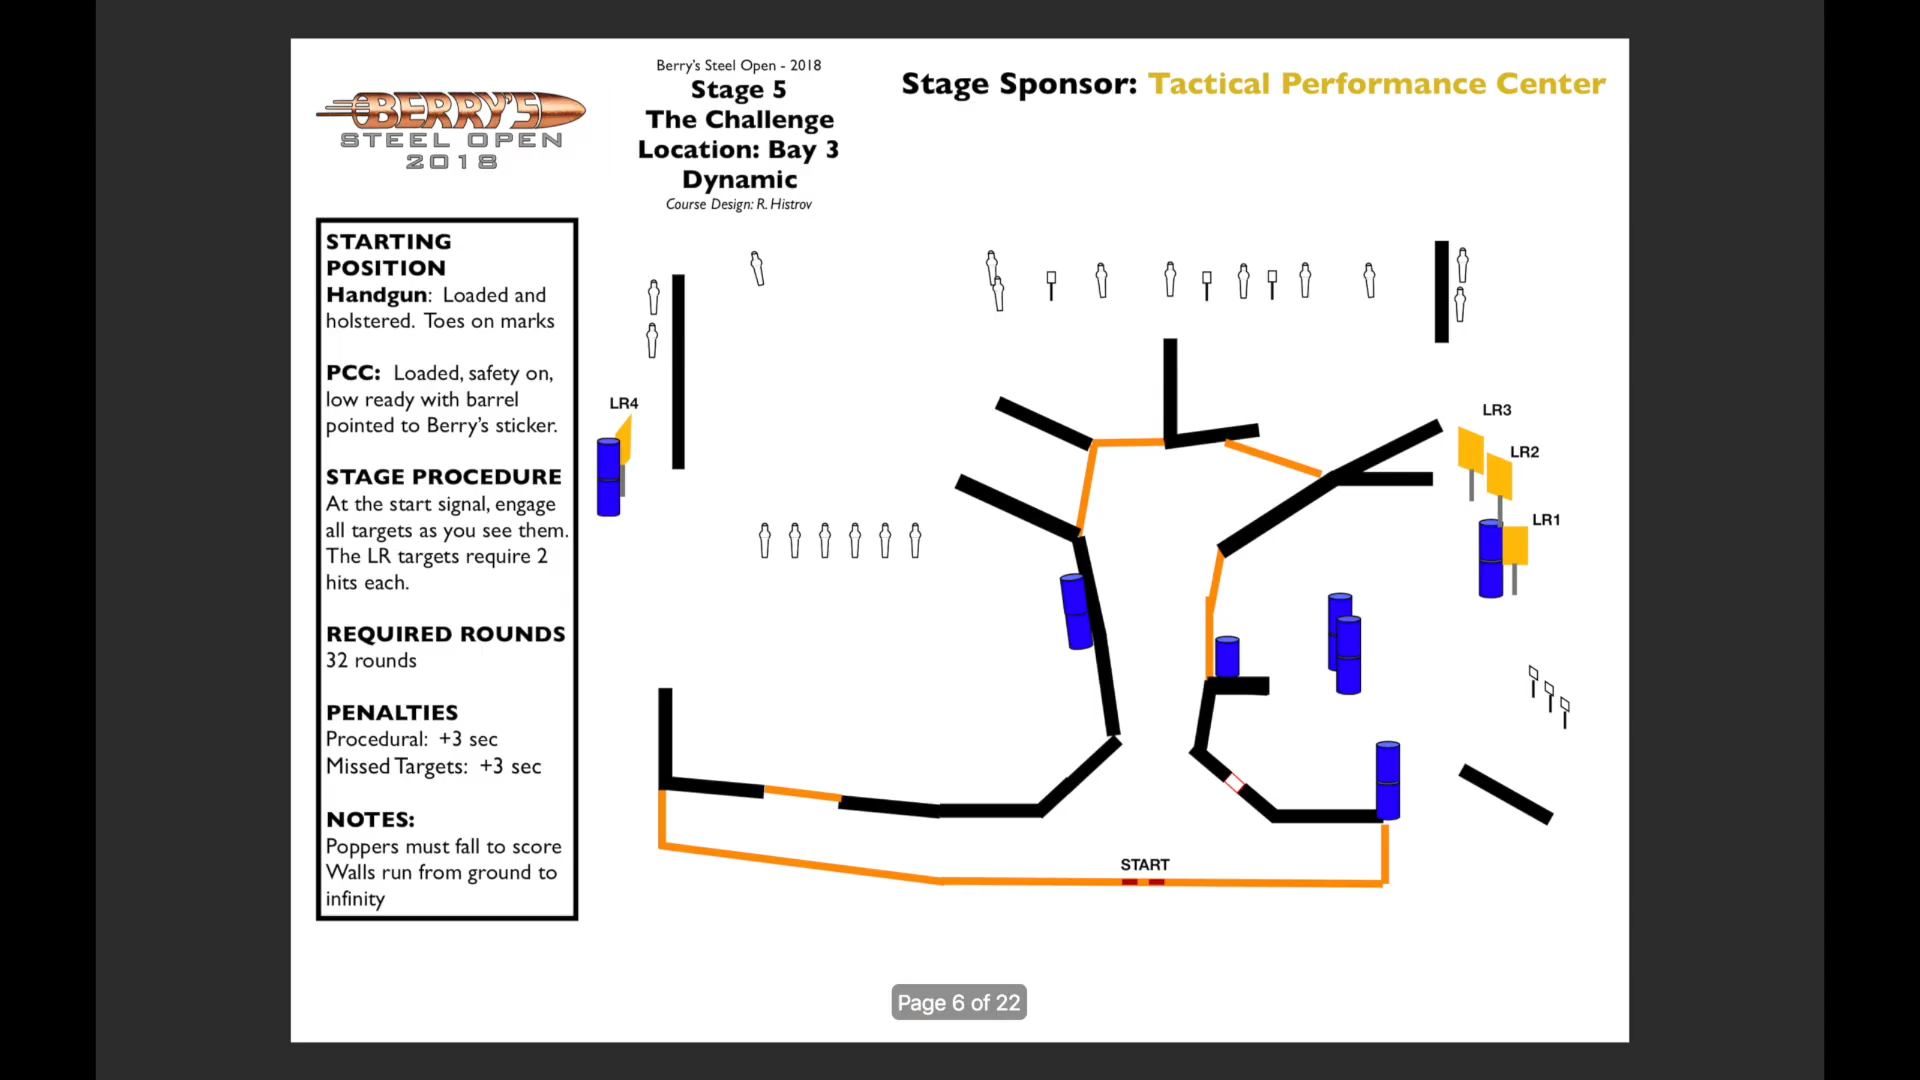 BERRY'S
STEEL OPEN
2018
Berry's Steel Open - 2018
Stage 5
The Challenge
Location: Bay 3
Dynamic
Course Design: R. Histrov
Stage Sponsor: Tactical Performance Center
STARTING
POSITION
Handgun: Loaded and
holstered. Toes on marks
PCC: Loaded, safety on,
low ready with barrel
pointed to Berry's sticker.
STAGE PROCEDURE
At the start signal, engage
all targets as you see them.
The LR targets require 2
hits each.
REQUIRED ROUNDS
32 rounds
PENALTIES
Procedural: +3 sec
Missed Targets: +3 sec
NOTES:
Poppers must fall to score
Walls run from ground to
infinity
LR4
LR3
LR2
LR1
START
Page 6 of 22